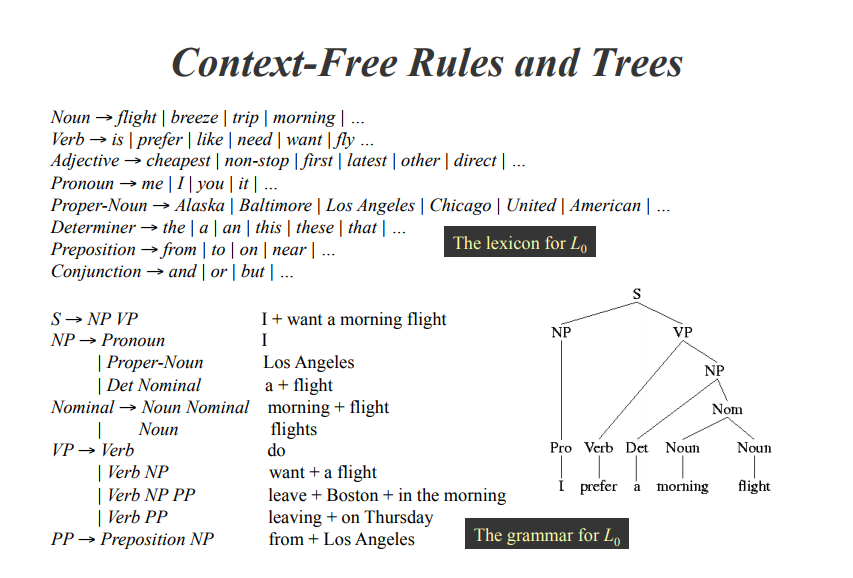 Context-Free Rules and Trees
Noun → flight | breeze | trip | morning | …
Verb → is | prefer | like | need | want | fly …
Adjective → cheapest | non-stop | first | latest | other | direct | …
Pronoun → me | I | you | it | …
Proper-Noun → Alaska | Baltimore | Los Angeles | Chicago | United | American | …
Determiner → the | a | an | this | these | that | …
Preposition → from | to | on | near | …
Conjunction → and | or | but | …
The lexicon for L0
S → NP VP I + want a morning flight
NP → Pronoun I
| Proper-Noun Los Angeles
| Det Nominal a + flight
Nominal → Noun Nominal morning + flight
| Noun flights
VP → Verb do
| Verb NP want + a flight
| Verb NP PP leave + Boston + in the morning
| Verb PP leaving + on Thursday
PP → Preposition NP from + Los Angeles
S
NP VP
NP
Nom
Pro Verb Det Noun Noun
I prefer a morning flight
The grammar for L0